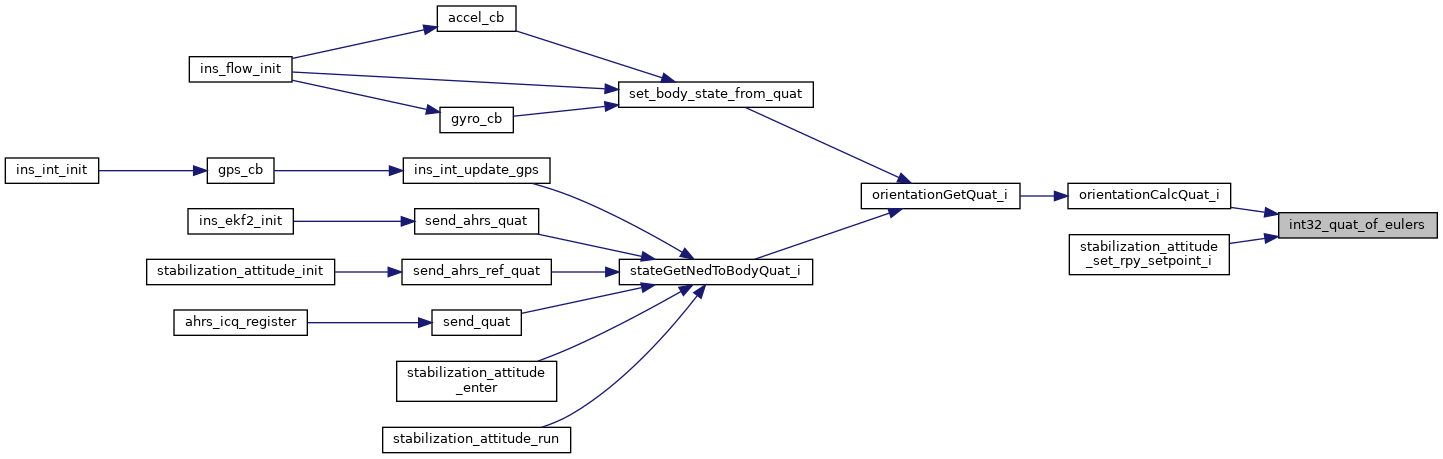 accel_cb
ins_flow_init
set_body_state_from_quat
gyro_cb
ins_int_init
gps_cb
ins_int_update_gps
orientationGetQuat_i
orientationCalcQuat_i
int32_quat_of_eulers
ins_ekf2_init
send_ahrs_quat
stabilization_attitude
_set_rpy_setpoint_i
stabilization_attitude_init
send_ahrs_ref_quat
stateGetNedToBodyQuat_i
ahrs_icq_register
send_quat
stabilization_attitude
_enter
stabilization_attitude_run